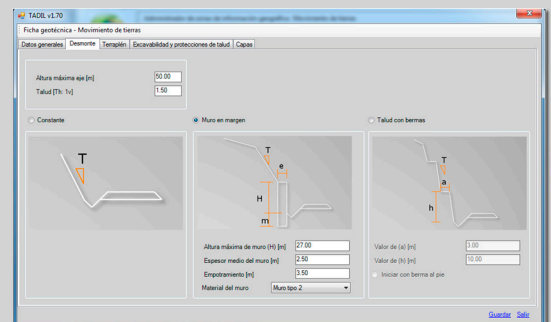 TADIL v1.70
Ficha geotécnica - Movimiento de tierras
Datos generales Desmonte Terraplén Excavabilidad y protecciones de talud Capas
Altura máxima eje [m] 50.00
Talud [Th: 1v] 1.50
Constante
Muro en margen
Talud con bermas
T
T
e
H
m
T
a
h
Altura máxima de muro (H) [m] 27.00
Espesor medio del muro [m] 2.50
Empotramiento [m] 3.50
Material del muro Muro tipo 2
Valor de (a) [m] 3.00
Valor de (h) [m] 10.00
Iniciar con berma al pie
Guardar Salir